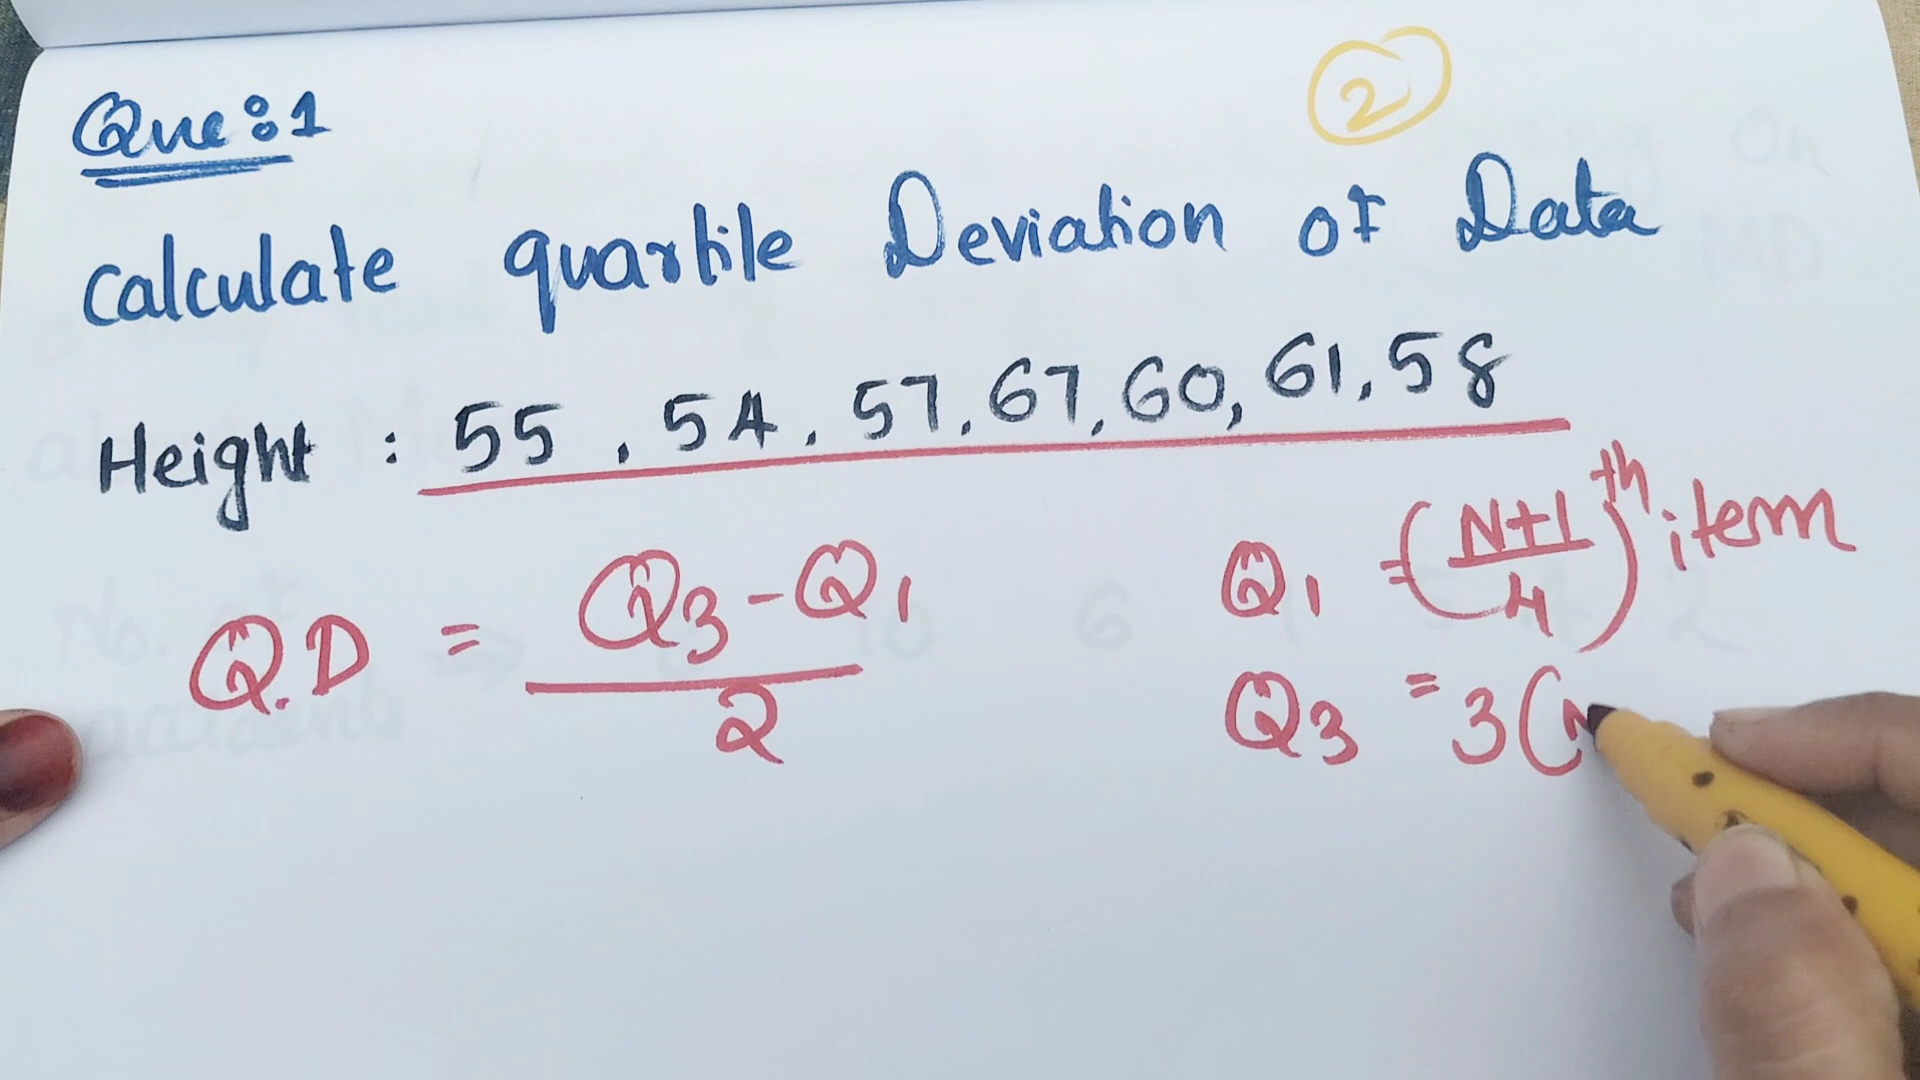 2
Que:1
Calculate quartile Deviation of Data
Height : 55, 54, 57, 67, 60, 61, 58
Q.D = Q3-Q1 / 2
Q1 = (N+1 / 4)th item
Q3 = 3(N